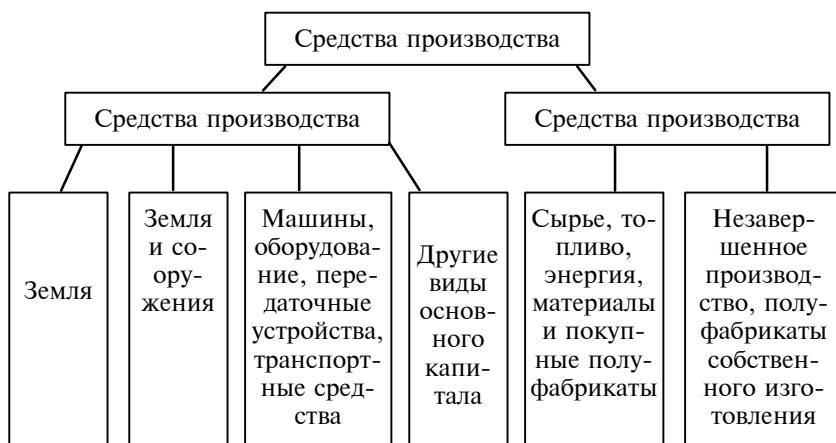 Средства производства
Средства производства
Средства производства
Земля
Земля
и со-
ору-
жения
Машины,
оборудова-
ние, пере-
даточные
устройства,
транспорт-
ные сред-
ства
Другие
виды
основ-
ного
капи-
тала
Сырье, то-
пливо,
энергия,
материалы
и покуп-
ные полу-
фабрикаты
Незавер-
шенное
производ-
ство, полу-
фабрикаты
собствен-
ного изго-
товления